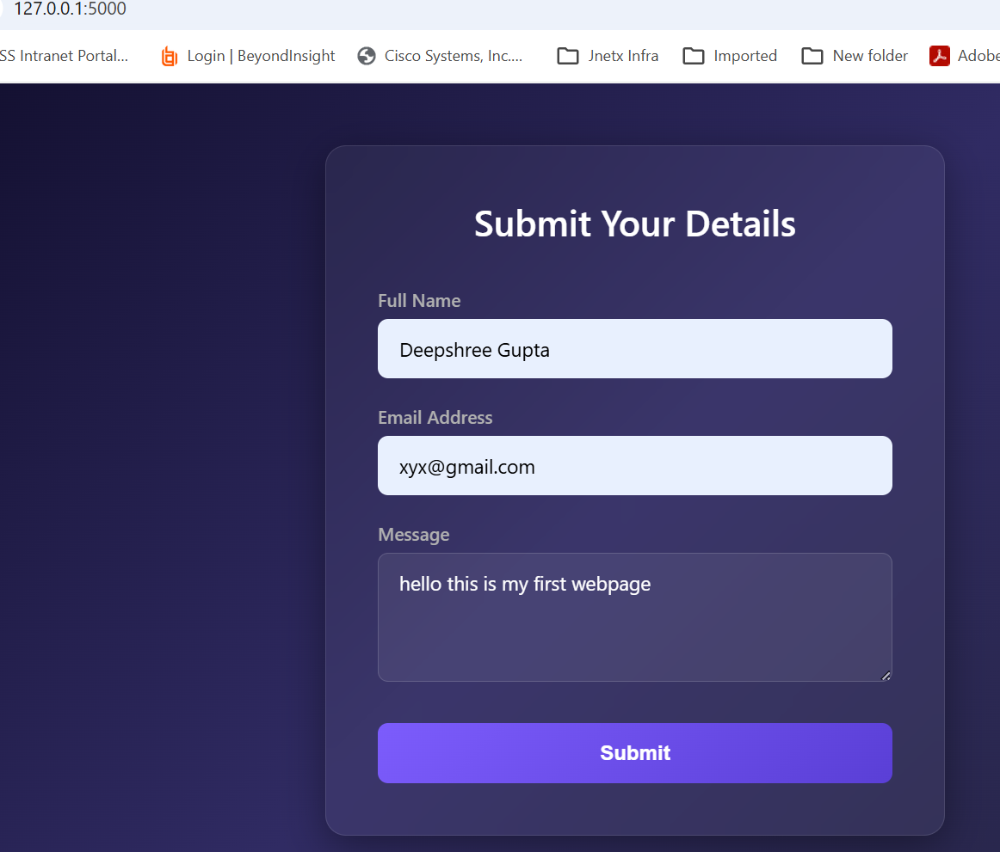 127.0.0.1:5000
SS Intranet Portal...
Login | BeyondInsight
Cisco Systems, Inc....
Jnetx Infra
Imported
New folder
Adobe
Submit Your Details
Full Name
Deepshree Gupta
Email Address
xyx@gmail.com
Message
hello this is my first webpage
Submit